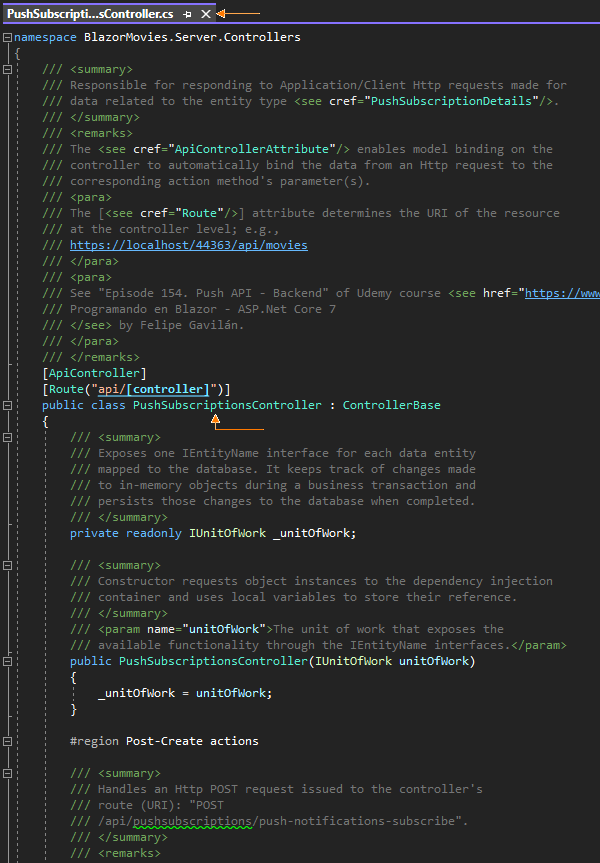 PushSubscripti...sController.cs
namespace BlazorMovies.Server.Controllers
{
/// <summary>
/// Responsible for responding to Application/Client Http requests made for
/// data related to the entity type <see cref="PushSubscriptionDetails"/>.
/// </summary>
/// <remarks>
/// The <see cref="ApiControllerAttribute"/> enables model binding on the
/// controller to automatically bind the data from an Http request to the
/// corresponding action method's parameter(s).
/// <para>
/// The [<see cref="Route"/>] attribute determines the URI of the resource
/// at the controller level; e.g.,
/// https://localhost/44363/api/movies
/// </para>
/// <para>
/// See "Episode 154. Push API - Backend" of Udemy course <see href="https://www
/// Programando en Blazor - ASP.Net Core 7
/// </see> by Felipe Gavilán.
/// </para>
/// </remarks>
[ApiController]
[Route("api/[controller]")]
public class PushSubscriptionsController : ControllerBase
{
/// <summary>
/// Exposes one IEntityName interface for each data entity
/// mapped to the database. It keeps track of changes made
/// to in-memory objects during a business transaction and
/// persists those changes to the database when completed.
/// </summary>
private readonly IUnitOfWork _unitOfWork;
/// <summary>
/// Constructor requests object instances to the dependency injection
/// container and uses local variables to store their reference.
/// </summary>
/// <param name="unitOfWork">The unit of work that exposes the
/// available functionality through the IEntityName interfaces.</param>
public PushSubscriptionsController(IUnitOfWork unitOfWork)
{
_unitOfWork = unitOfWork;
}
#region Post-Create actions
/// <summary>
/// Handles an Http POST request issued to the controller's
/// route (URI): "POST
/// /api/pushsubscriptions/push-notifications-subscribe".
/// </summary>
/// <remarks>